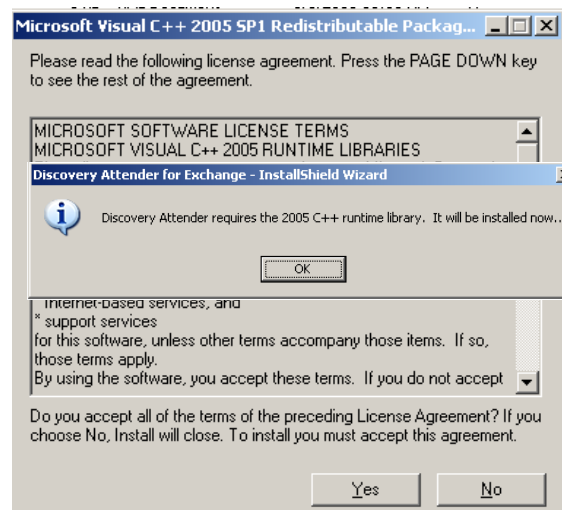 Microsoft Visual C++ 2005 SP1 Redistributable Packag...
Please read the following license agreement. Press the PAGE DOWN key
to see the rest of the agreement.
MICROSOFT SOFTWARE LICENSE TERMS
MICROSOFT VISUAL C++ 2005 RUNTIME LIBRARIES
Discovery Attender for Exchange - InstallShield Wizard
Discovery Attender requires the 2005 C++ runtime library.  It will be installed now..
OK
* Internet-based services, and
* support services
for this software, unless other terms accompany those items. If so,
those terms apply.
By using the software, you accept these terms. If you do not accept
Do you accept all of the terms of the preceding License Agreement? If you
choose No, Install will close. To install you must accept this agreement.
Yes
No